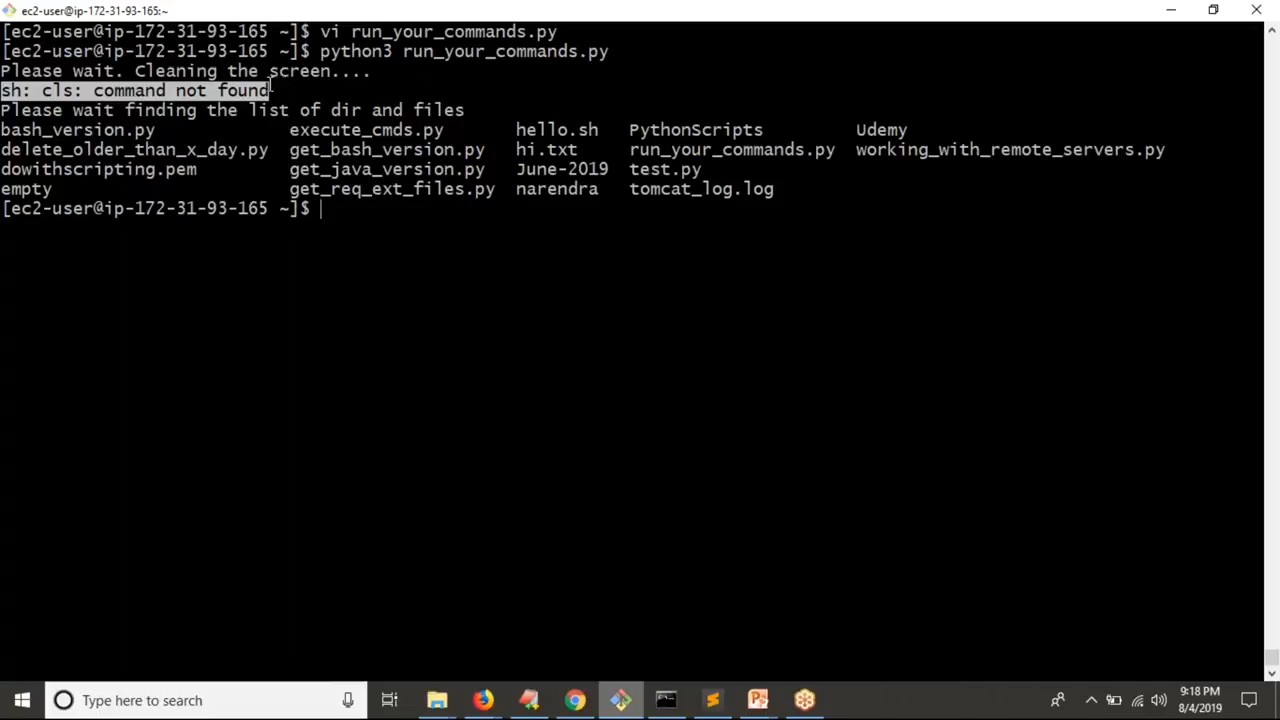 ec2-user@ip-172-31-93-165:~
[ec2-user@ip-172-31-93-165 ~]$ vi run_your_commands.py
[ec2-user@ip-172-31-93-165 ~]$ python3 run_your_commands.py
Please wait. Cleaning the screen....
sh: cls: command not found
Please wait finding the list of dir and files
bash_version.py execute_cmds.py hello.sh PythonScripts Udemy
delete_older_than_x_day.py get_bash_version.py hi.txt run_your_commands.py working_with_remote_servers.py
dowithscripting.pem get_java_version.py June-2019 test.py
empty get_req_ext_files.py narendra tomcat_log.log
[ec2-user@ip-172-31-93-165 ~]$
Type here to search
9:18 PM
8/4/2019